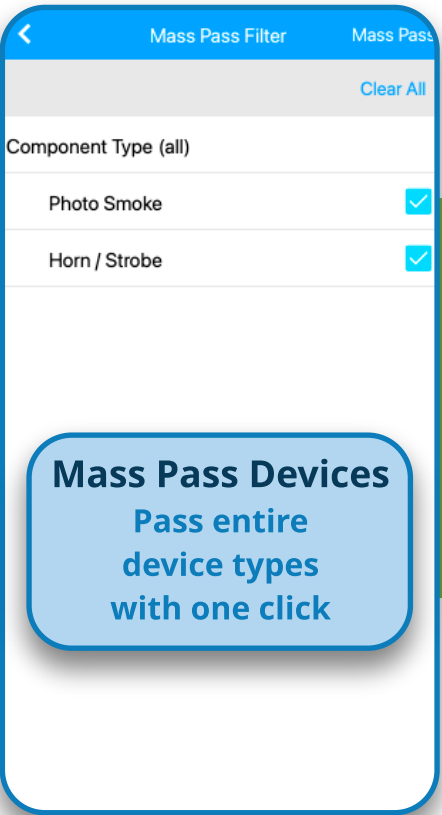 Mass Pass Filter Mass Pass
Clear All
Component Type (all)
Photo Smoke
Horn / Strobe
Mass Pass Devices
Pass entire
device types
with one click